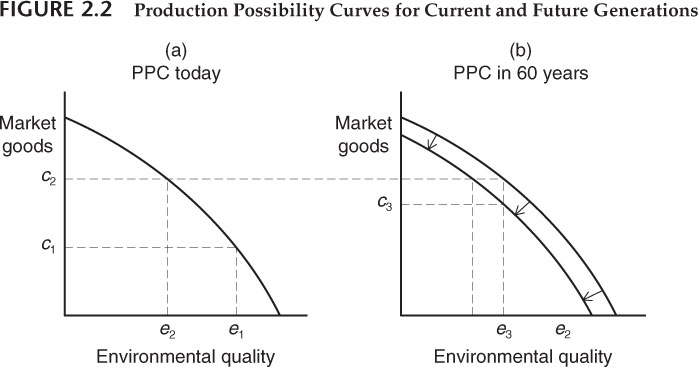 FIGURE 2.2 Production Possibility Curves for Current and Future Generations
(a)
PPC today
Market
goods
c2
c1
e2
e1
Environmental quality
(b)
PPC in 60 years
Market
goods
c3
e3
e2
Environmental quality